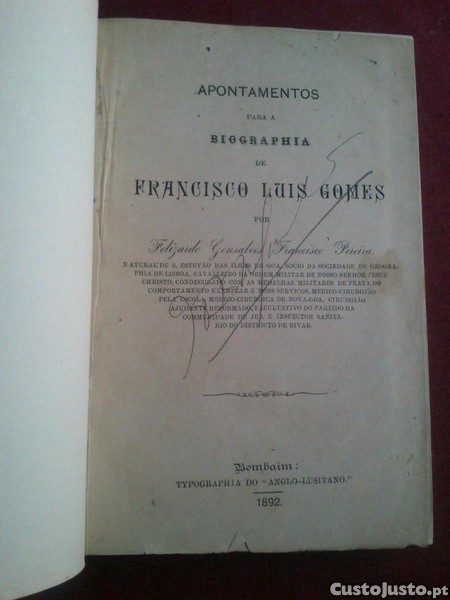 APONTAMENTOS
PARA A
BIOGRAPHIA
DE
FRANCISCO LUIS GOMES
POR
Felizardo Gonsalves Francisco Pereira,
NATURAL DE S. ESTEVÃO DAS ILHAS DE GOA, SOCIO DA SOCIEDADE DE GEOGRA-
PHIA DE LISBOA, CAVALLEIRO DA ORDEM MILITAR DE NOSSO SENHOR JESUS
CHRISTO, CONDECORADO COM AS MEDALHAS MILITARES DE PRATA DO
COMPORTAMENTO EXEMPLAR E BONS SERVIÇOS, MEDICO-CIRURGIÃO
PELA ESCOLA MEDICO-CIRURGICA DE NOVA-GOA, CIRURGIÃO
AJUDANTE REFORMADO, FACULTATIVO DO PARTIDO DA
COMMUNIDADE DE JUÁ E INSPECTOR SANITA-
RIO DO DISTRICTO DE DIVAR.
Bombaim:
TYPOGRAPHIA DO "ANGLO-LUSITANO."
1892.
CustoJusto.pt